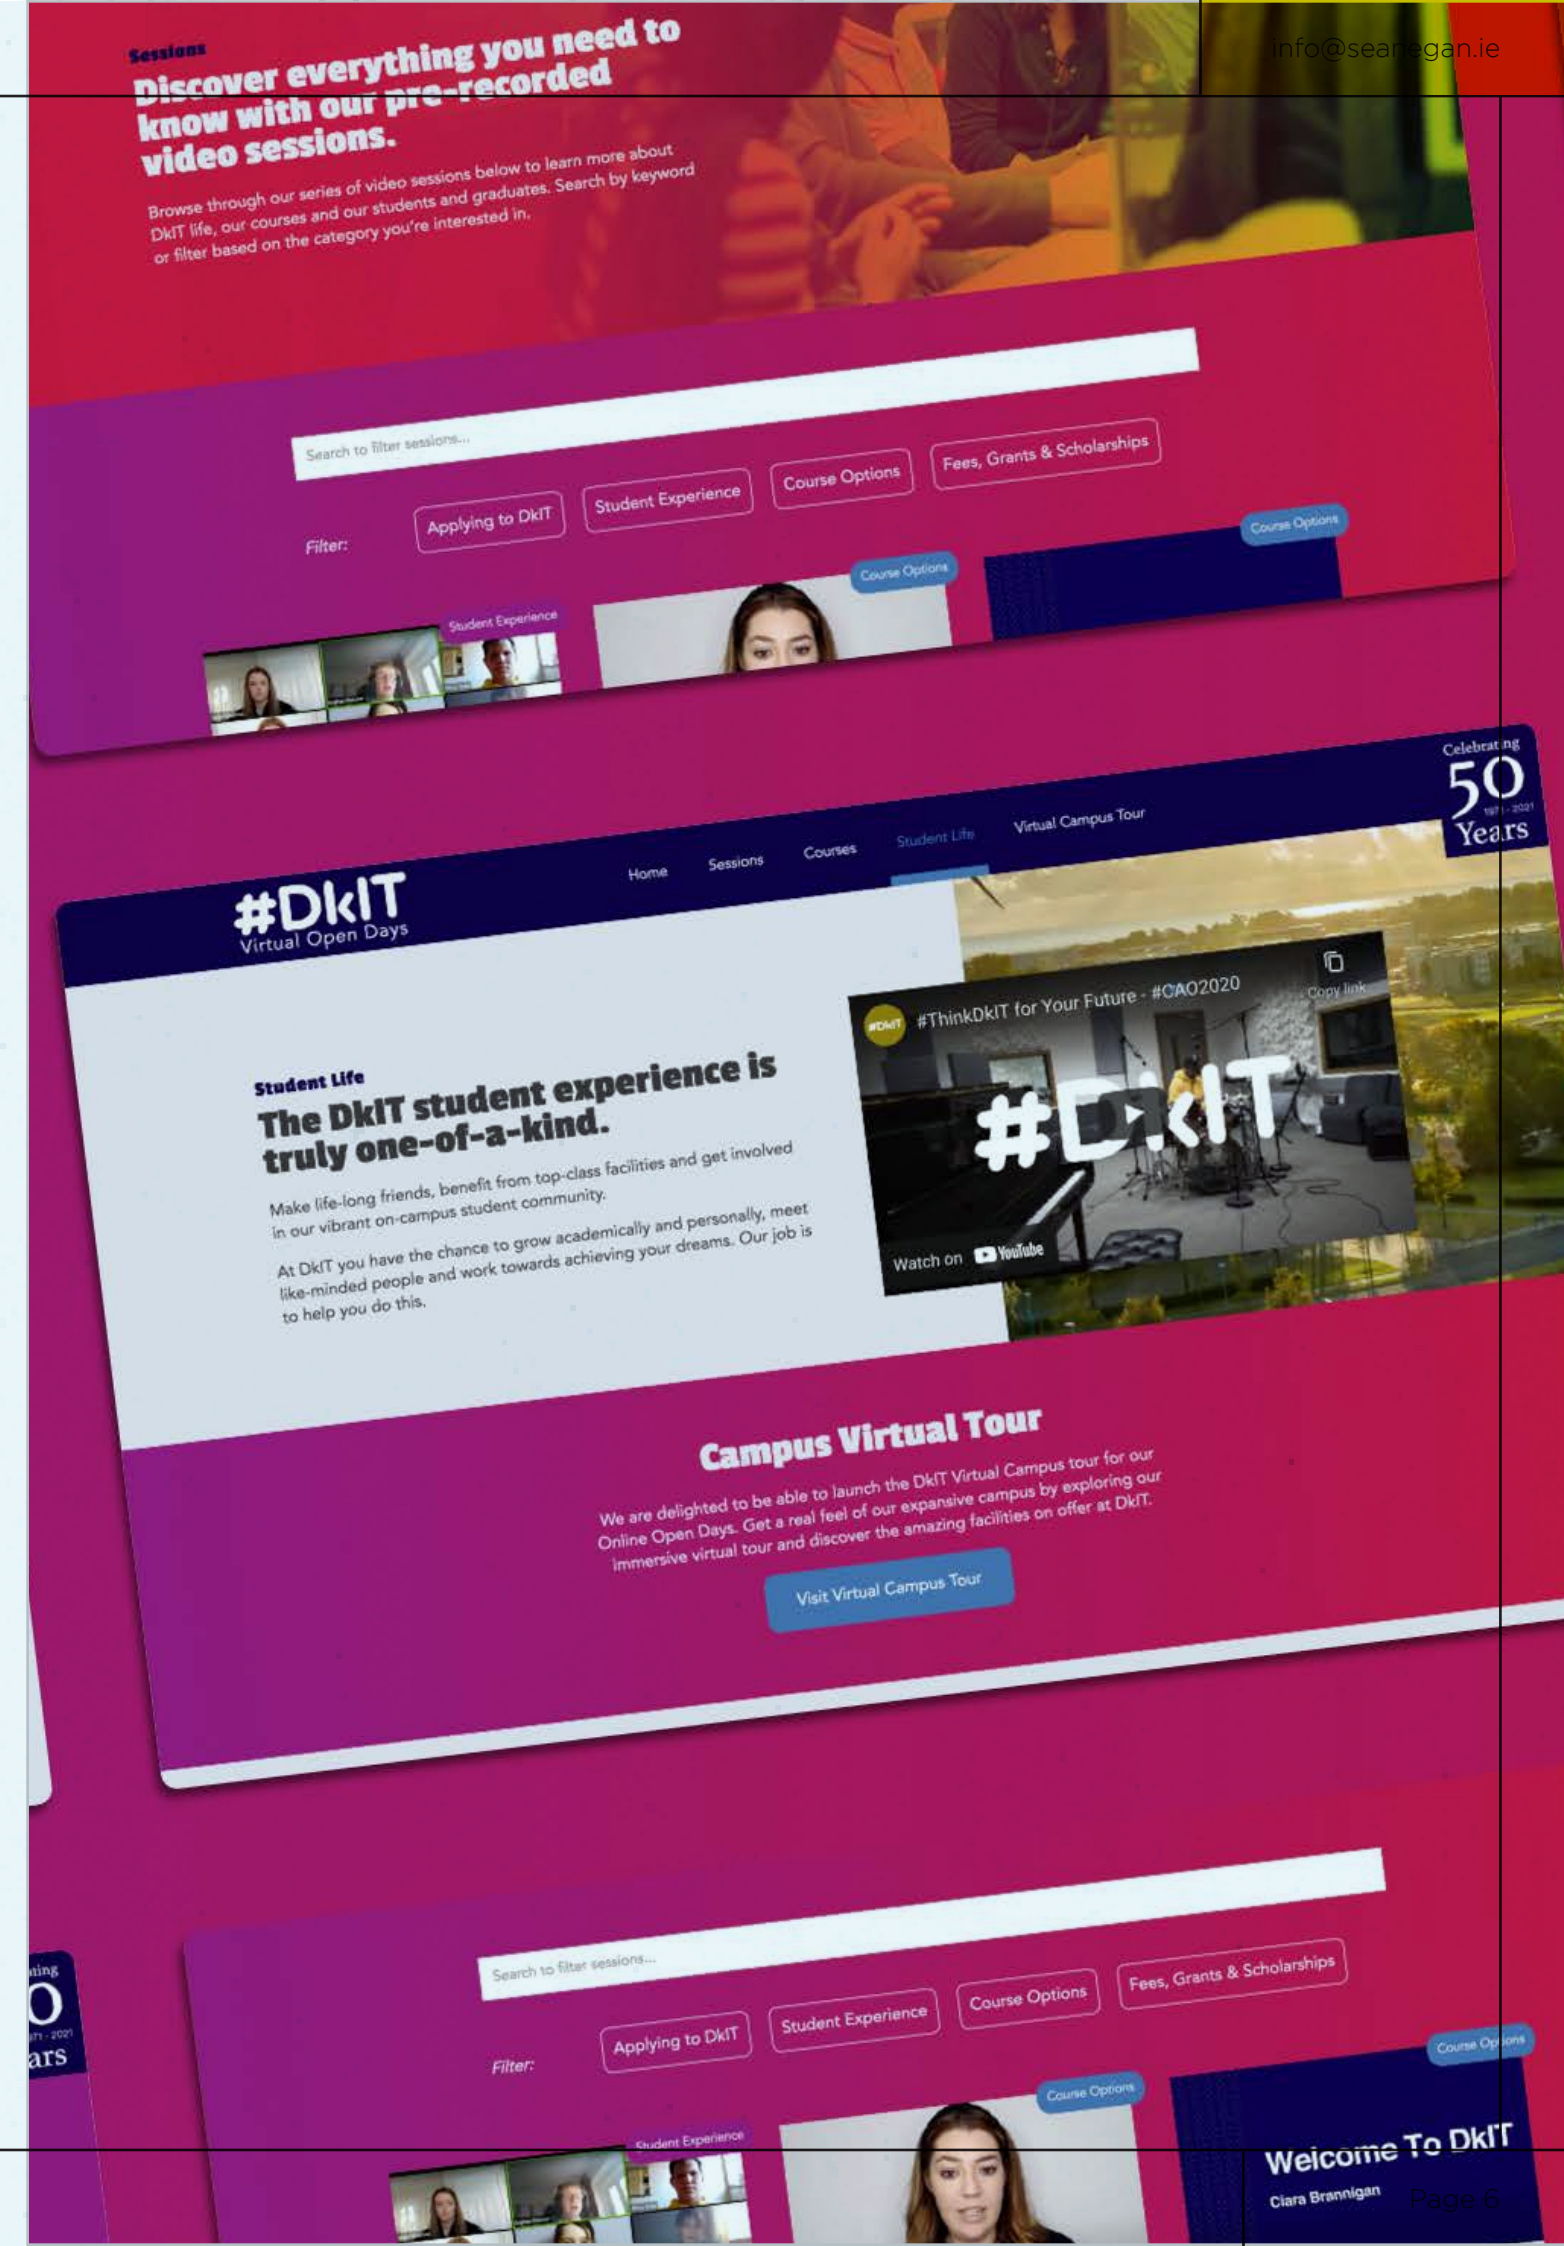 info@seanegan.ie
Sessions
Discover everything you need to
know with our pre-recorded
video sessions.
Browse through our series of video sessions below to learn more about
DkIT life, our courses and our students and graduates. Search by keyword
or filter based on the category you're interested in.
Search to filter sessions...
Filter:
Applying to DkIT
Student Experience
Course Options
Fees, Grants & Scholarships
Student Experience
Course Options
Course Options
#DkIT
Virtual Open Days
Home
Sessions
Courses
Student Life
Virtual Campus Tour
Celebrating
50
1971 - 2021
Years
Student Life
The DkIT student experience is
truly one-of-a-kind.
Make life-long friends, benefit from top-class facilities and get involved
in our vibrant on-campus student community.
At DkIT you have the chance to grow academically and personally, meet
like-minded people and work towards achieving your dreams. Our job is
to help you do this.
#DkIT
#ThinkDkIT for Your Future - #CAO2020
Copy link
#DkIT
Watch on YouTube
Campus Virtual Tour
We are delighted to be able to launch the DkIT Virtual Campus tour for our
Online Open Days. Get a real feel of our expansive campus by exploring our
immersive virtual tour and discover the amazing facilities on offer at DkIT.
Visit Virtual Campus Tour
ating
0
971 - 2021
ars
Search to filter sessions...
Filter:
Applying to DkIT
Student Experience
Course Options
Fees, Grants & Scholarships
Student Experience
Course Options
Course Options
Welcome To DkIT
Ciara Brannigan
Page 6